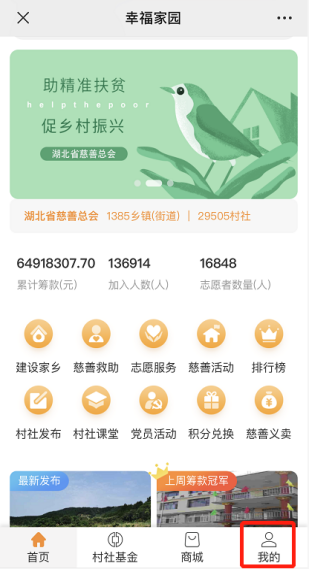 幸福家园
助精准扶贫
helpthepoor
促乡村振兴
湖北省慈善总会
湖北省慈善总会 1385乡镇(街道) | 29505村社
64918307.70 136914 16848
累计筹款(元) 加入人数(人) 志愿者数量(人)
建设家乡 慈善救助 志愿服务 慈善活动 排行榜
村社发布 村社课堂 党员活动 积分兑换 慈善义卖
最新发布 上周筹款冠军
首页 村社基金 商城 我的